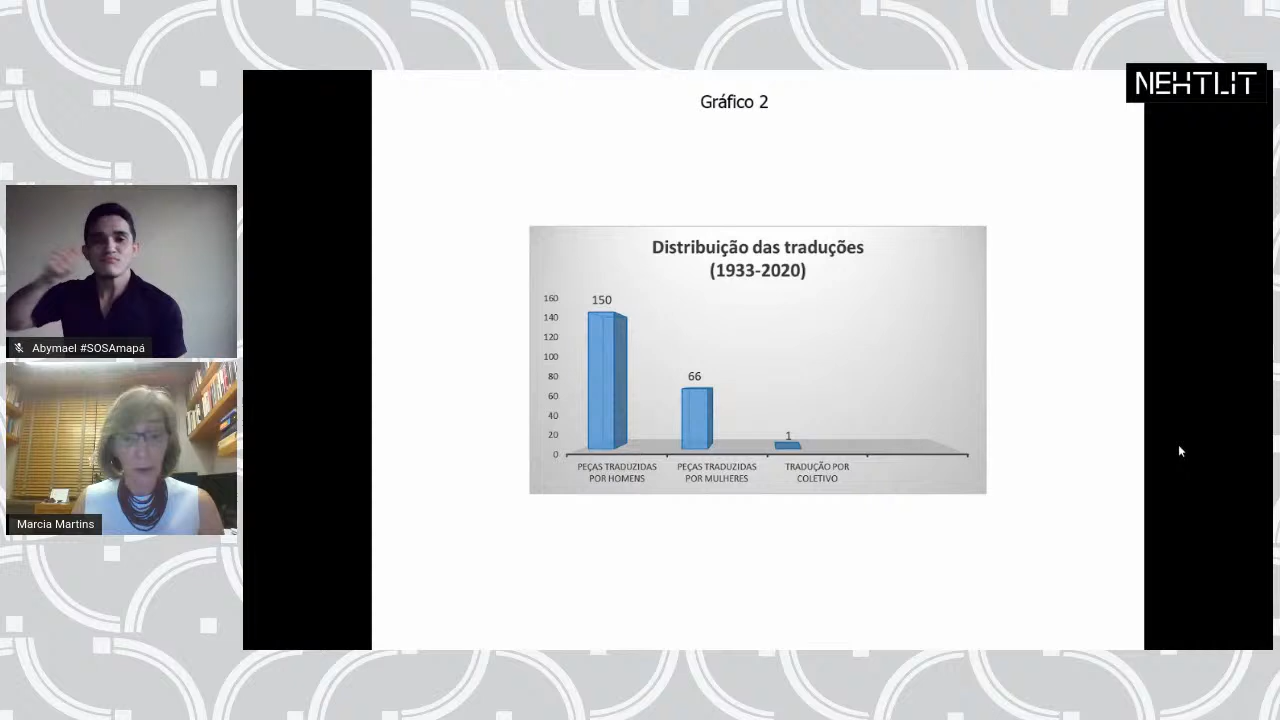 NEHTLIT
Gráfico 2
Distribuição das traduções
(1933-2020)
160
140
120
100
80
60
40
20
0
150
66
1
PEÇAS TRADUZIDAS
POR HOMENS
PEÇAS TRADUZIDAS
POR MULHERES
TRADUÇÃO POR
COLETIVO
Abymael #SOSAmapá
Marcia Martins